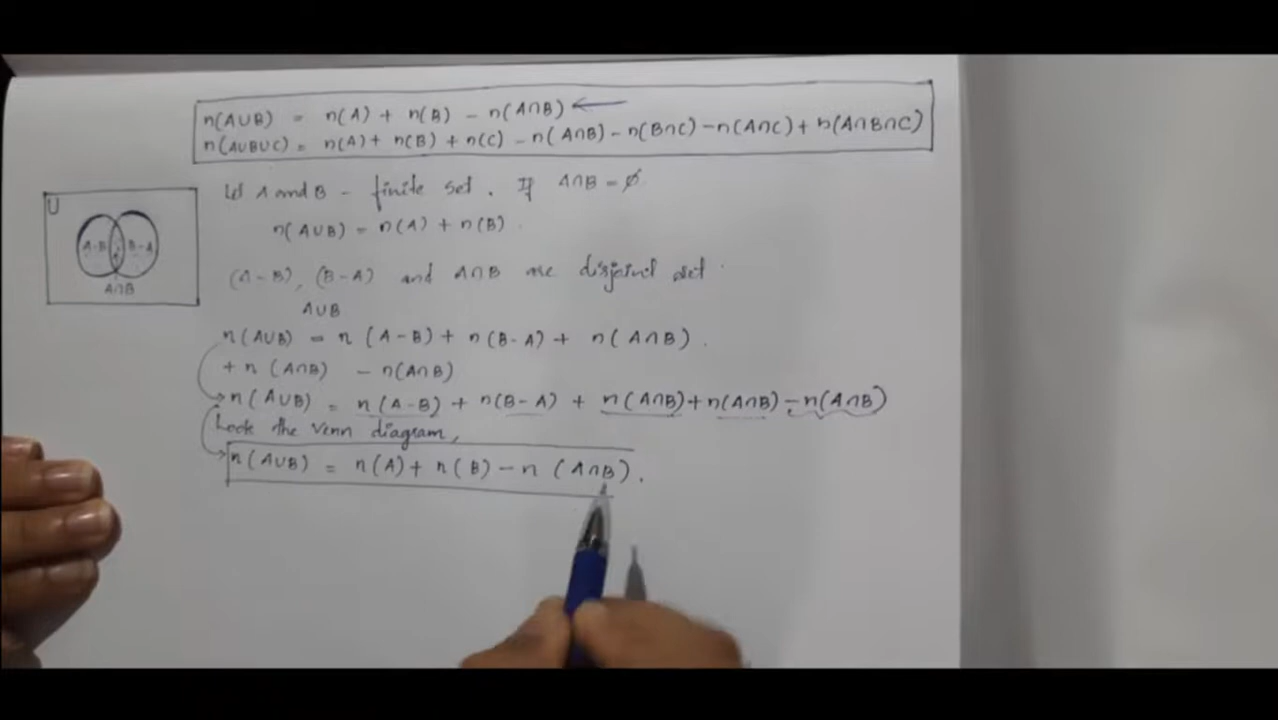 n(A∪B) = n(A) + n(B) - n(A∩B) ←
n(A∪B∪C) = n(A) + n(B) + n(C) - n(A∩B) - n(B∩C) - n(A∩C) + n(A∩B∩C)
Let A and B - finite set. If A∩B = ∅.
n(A∪B) = n(A) + n(B).
U
A-B
B-A
A∩B
(A-B), (B-A) and A∩B are disjoint set.
A∪B
n(A∪B) = n(A-B) + n(B-A) + n(A∩B).
+ n(A∩B) - n(A∩B)
n(A∪B) = n(A-B) + n(B-A) + n(A∩B) + n(A∩B) - n(A∩B)
Look the Venn diagram,
n(A∪B) = n(A) + n(B) - n(A∩B).